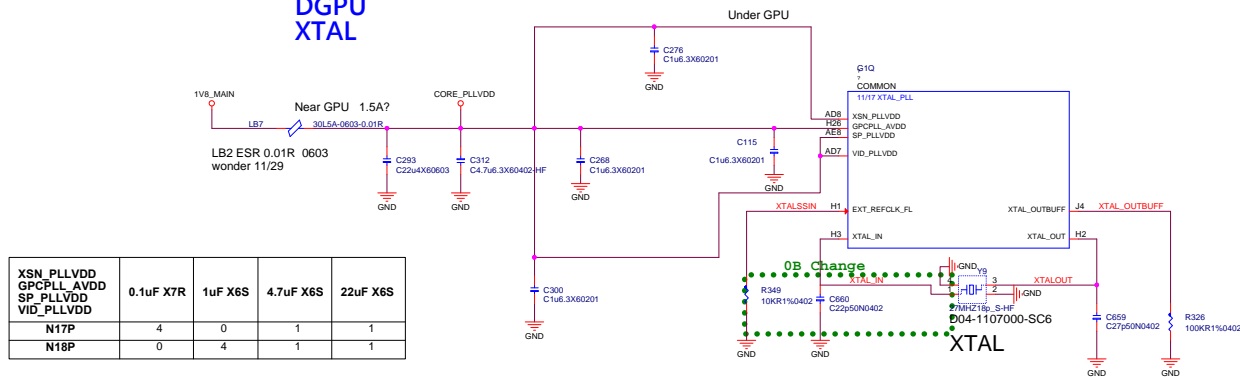 DGPU
XTAL
Under GPU
C276
C1u6.3X60201
GND
G1Q
?
COMMON
11/17 XTAL_PLL
1V8_MAIN
Near GPU 1.5A?
CORE_PLLVDD
LB7
30L5A-0603-0.01R
LB2 ESR 0.01R 0603
wonder 11/29
C293
C22u4X60603
GND
C312
C4.7u6.3X60402-HF
GND
C268
C1u6.3X60201
GND
C115
C1u6.3X60201
GND
AD8 XSN_PLLVDD
H26 GPCPLL_AVDD
AE8 SP_PLLVDD
AD7 VID_PLLVDD
XTALSSIN H1 EXT_REFCLK_FL
H3 XTAL_IN
XTAL_OUTBUFF J4 XTAL_OUTBUFF
XTAL_OUT H2
0B Change
C300
C1u6.3X60201
GND
R349
10KR1%0402
GND
XTAL_IN
C660
C22p50N0402
GND
GND
Y9
4
1
3
2
XTALOUT
GND
27MHZ18p_S-HF
D04-1107000-SC6
XTAL
C659
C27p50N0402
GND
R326
100KR1%0402
GND
XSN_PLLVDD
GPCPLL_AVDD
SP_PLLVDD
VID_PLLVDD
0.1uF X7R 1uF X6S 4.7uF X6S 22uF X6S
N17P 4 0 1 1
N18P 0 4 1 1